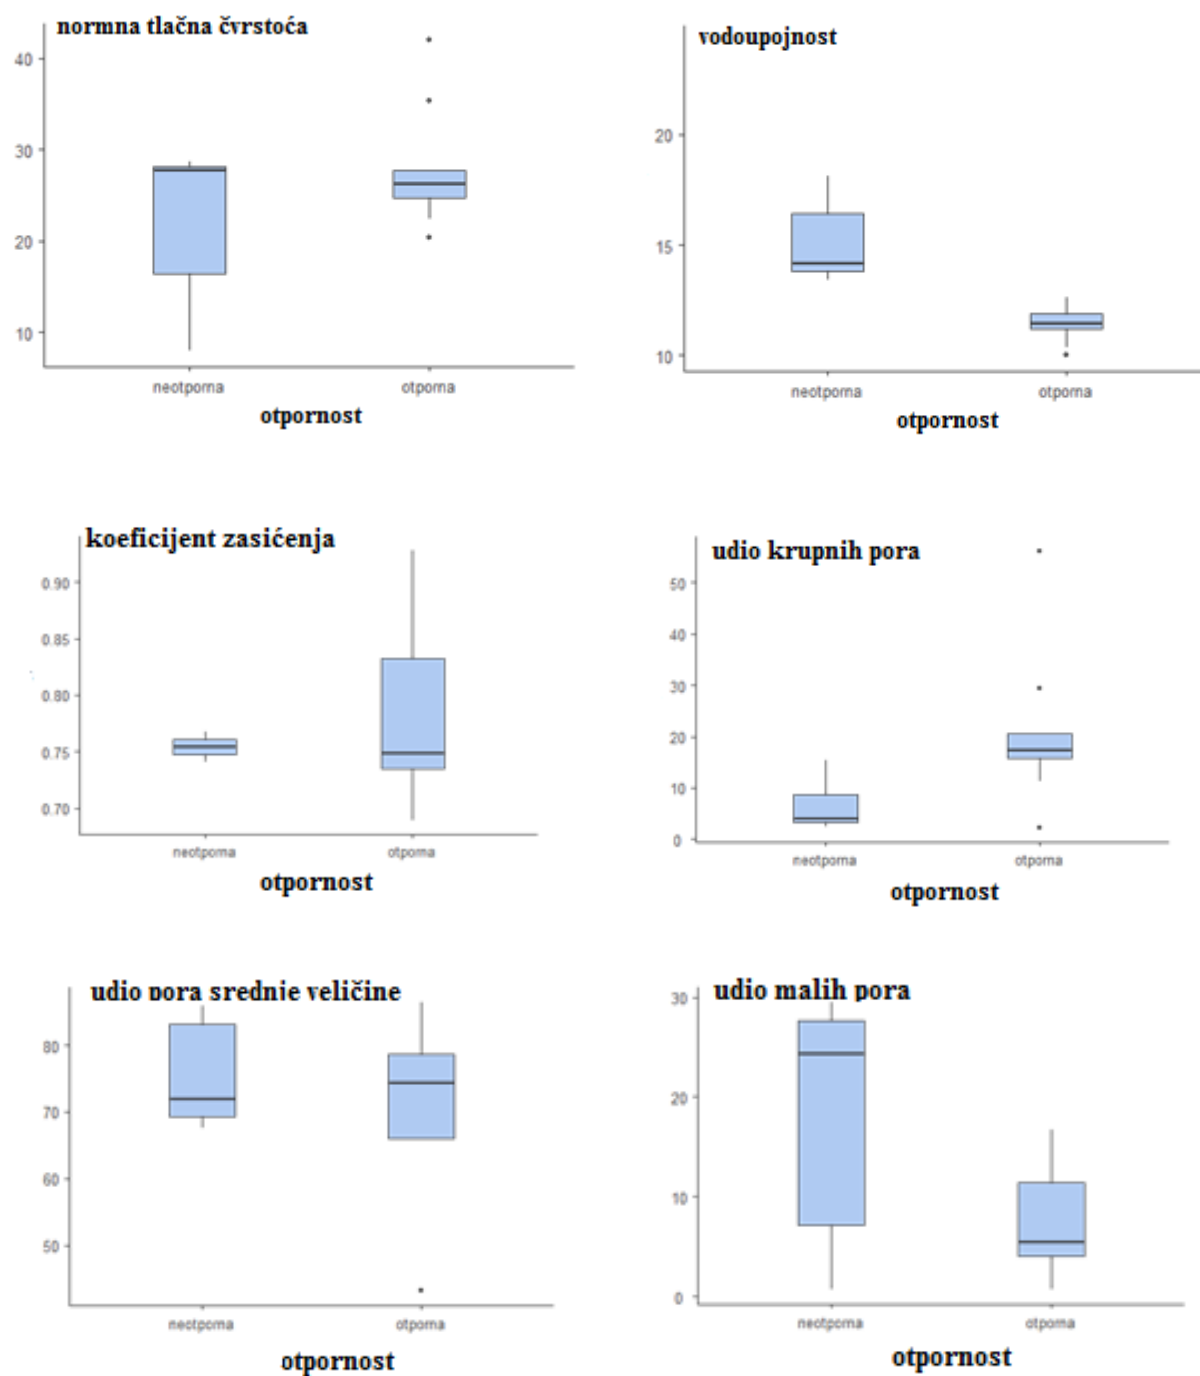 normna tlačna čvrstoća
40
30
20
10
neotporna
otporna
otpornost
vodoupojnost
20
15
10
neotporna
otporna
otpornost
koeficijent zasićenja
0.90
0.85
0.80
0.75
0.70
neotporna
otporna
otpornost
udio krupnih pora
50
40
30
20
10
0
neotporna
otporna
otpornost
udio pora srednje veličine
80
70
60
50
neotporna
otporna
otpornost
udio malih pora
30
20
10
0
neotporna
otporna
otpornost